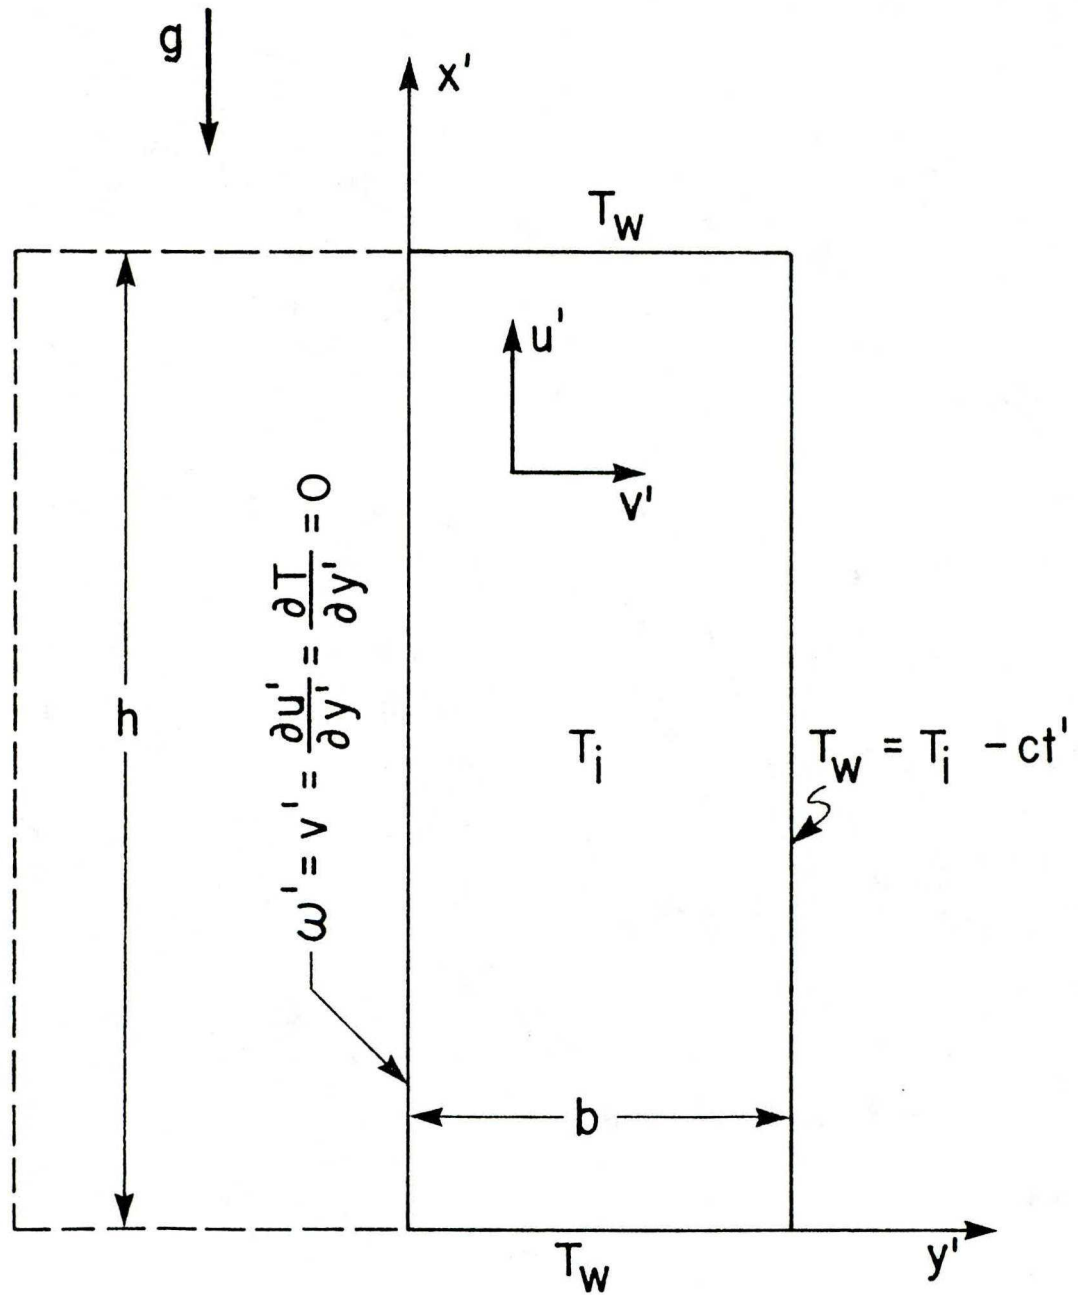 g
x'
T_w
u'
v'
ω' = v' = ∂u'/∂y' = ∂T/∂y' = 0
h
T_i
T_w = T_i - ct'
b
T_w
y'